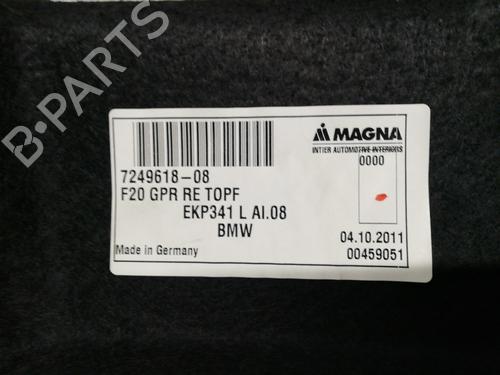 MAGNA
INTIER AUTOMOTIVE INTERIORS
0000
7249618-08
F20 GPR RE TOPF
EKP341 L AI.08
BMW
Made in Germany
04.10.2011
00459051
B-PARTS